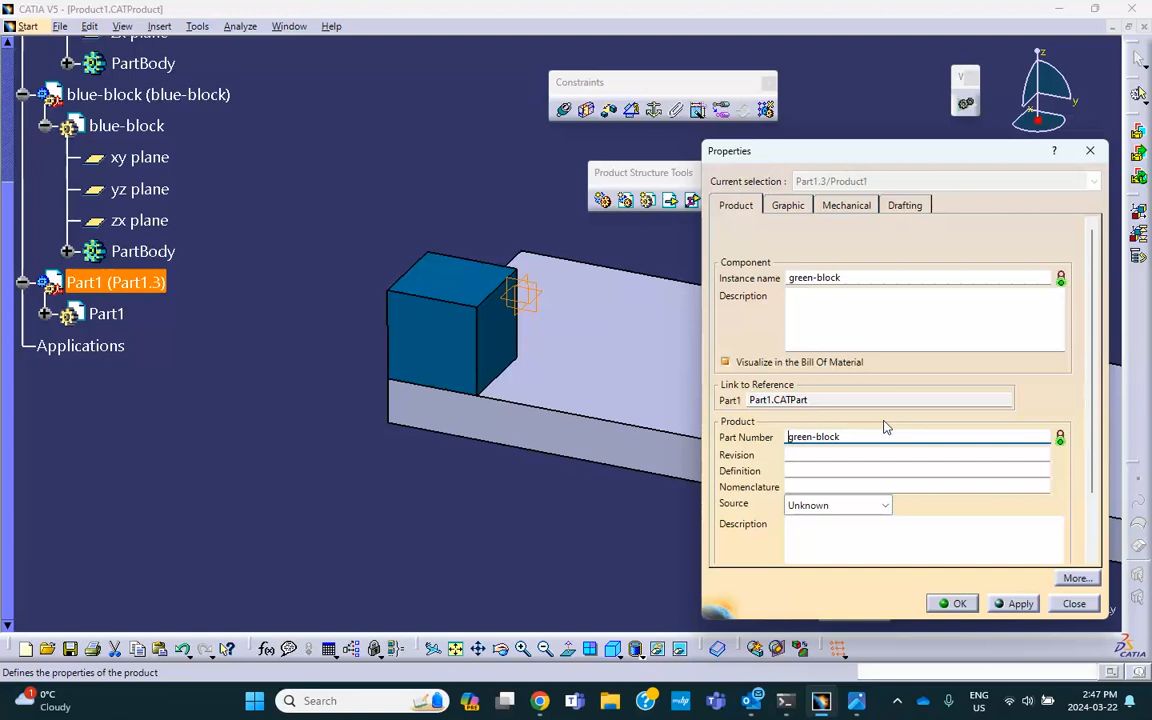 CATIA V5 - [Product1.CATProduct]
Start File Edit View Insert Tools Analyze Window Help
PartBody
blue-block (blue-block)
blue-block
xy plane
yz plane
zx plane
PartBody
Part1 (Part1.3)
Part1
Applications
Constraints
V
Product Structure Tools
z
y
x
Properties
Current selection : Part1.3/Product1
Product Graphic Mechanical Drafting
Component
Instance name green-block
Description
Visualize in the Bill Of Material
Link to Reference
Part1 Part1.CATPart
Product
Part Number green-block
Revision
Definition
Nomenclature
Source Unknown
Description
More...
OK Apply Close
f(x)
CATIA
Defines the properties of the product
0°C
Cloudy
Search
ENG
US
2:47 PM
2024-03-22